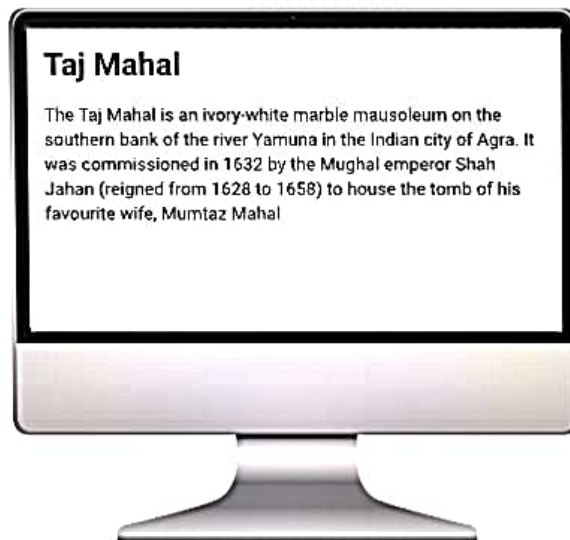 Taj Mahal
The Taj Mahal is an ivory-white marble mausoleum on the
southern bank of the river Yamuna in the Indian city of Agra. It
was commissioned in 1632 by the Mughal emperor Shah
Jahan (reigned from 1628 to 1658) to house the tomb of his
favourite wife, Mumtaz Mahal